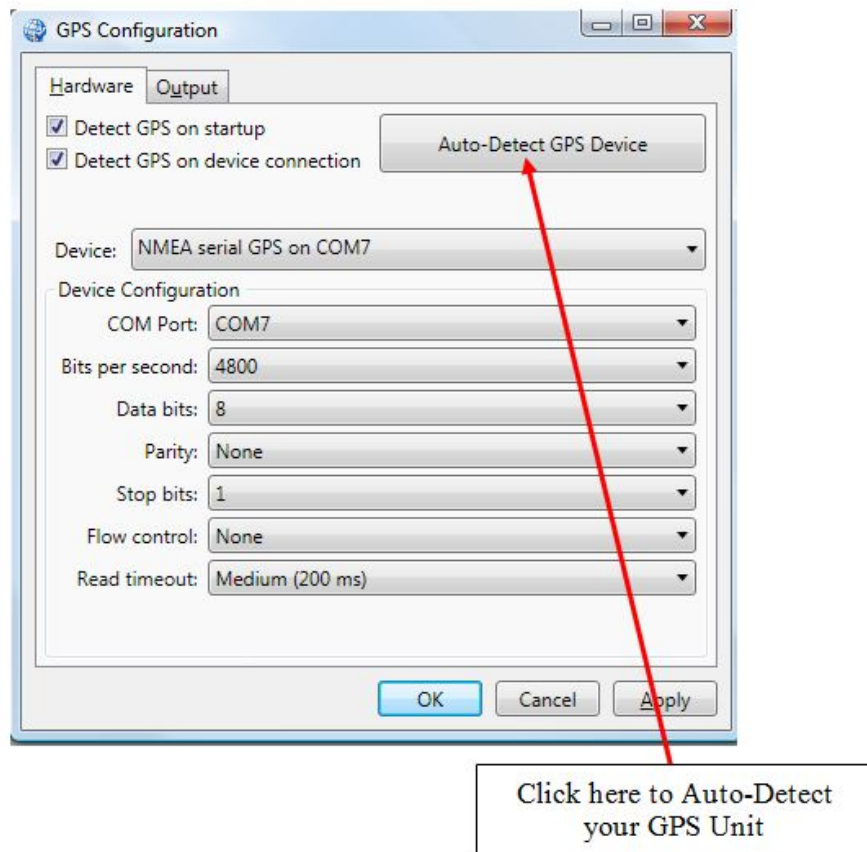 GPS Configuration
Hardware Output
Detect GPS on startup
Detect GPS on device connection
Auto-Detect GPS Device
Device: NMEA serial GPS on COM7
Device Configuration
COM Port: COM7
Bits per second: 4800
Data bits: 8
Parity: None
Stop bits: 1
Flow control: None
Read timeout: Medium (200 ms)
OK Cancel Apply
Click here to Auto-Detect
your GPS Unit